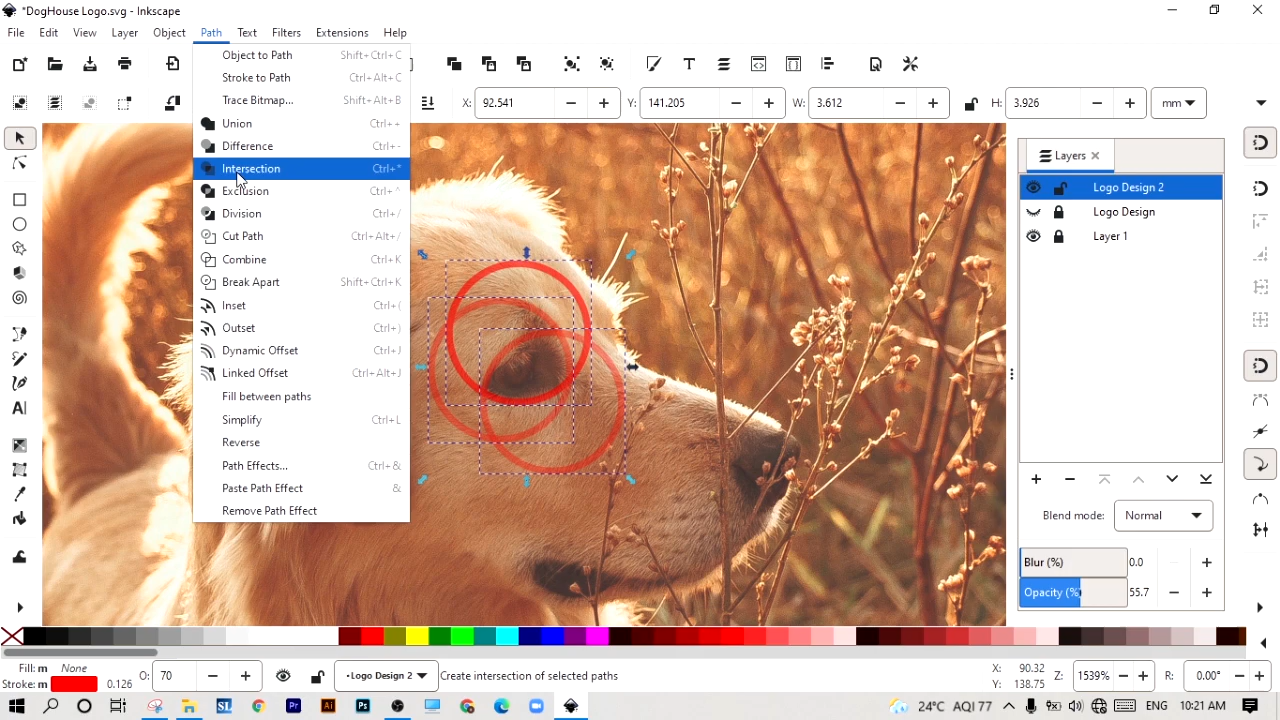 *DogHouse Logo.svg - Inkscape
File Edit View Layer Object Path Text Filters Extensions Help
X: 92.541 Y: 141.205 W: 3.612 H: 3.926 mm
Object to Path Shift+Ctrl+C
Stroke to Path Ctrl+Alt+C
Trace Bitmap... Shift+Alt+B
Union Ctrl++
Difference Ctrl+-
Intersection Ctrl+*
Exclusion Ctrl+^
Division Ctrl+/
Cut Path Ctrl+Alt+/
Combine Ctrl+K
Break Apart Shift+Ctrl+K
Inset Ctrl+(
Outset Ctrl+)
Dynamic Offset Ctrl+J
Linked Offset Ctrl+Alt+J
Fill between paths
Simplify Ctrl+L
Reverse
Path Effects... Ctrl+&
Paste Path Effect &
Remove Path Effect
Layers
Logo Design 2
Logo Design
Layer 1
Blend mode: Normal
Blur (%) 0.0
Opacity (%) 55.7
Fill: m None
Stroke: m 0.126
O: 70
•Logo Design 2
Create intersection of selected paths
X: 90.32
Y: 138.75
Z: 1539%
R: 0.00°
SL Pr Ai Ps
24°C AQI 77 ENG 10:21 AM